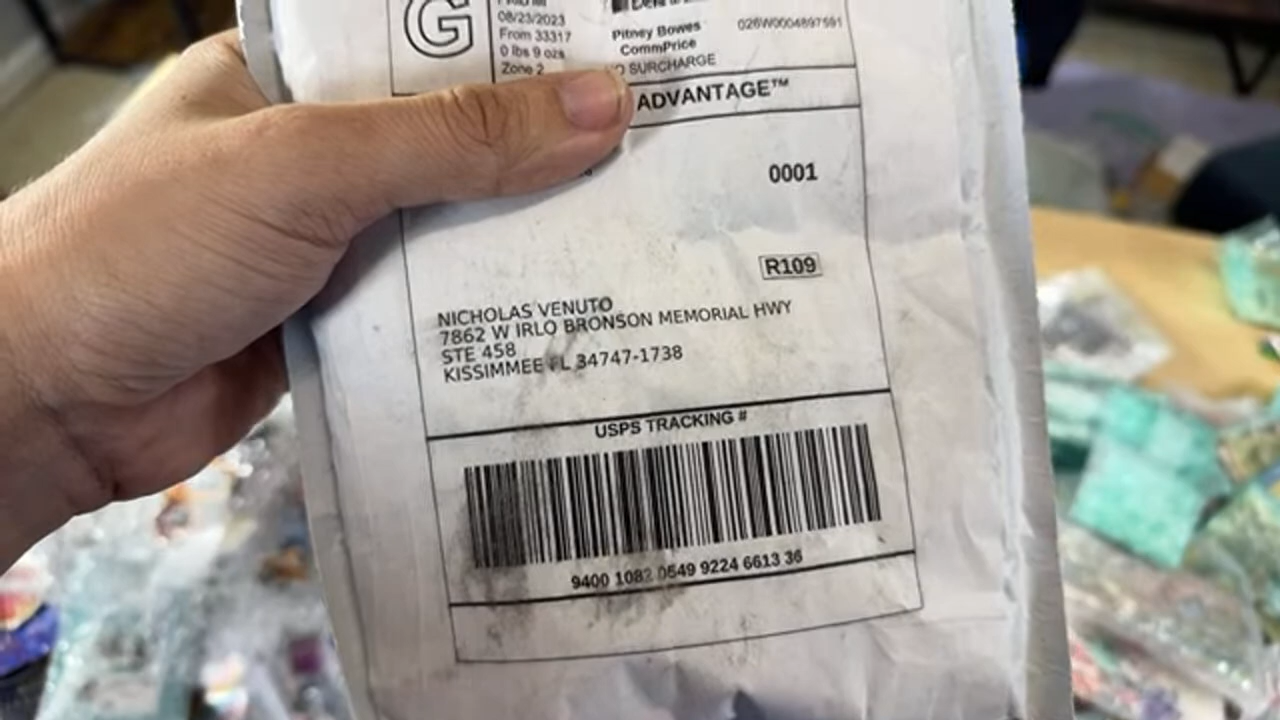 G
08/23/2023
From 33317
0 lbs 9 ozs
Zone 2
Pitney Bowes
CommPrice
NO SURCHARGE
026W0004897591
ADVANTAGE™
0001
R109
NICHOLAS VENUTO
7862 W IRLO BRONSON MEMORIAL HWY
STE 458
KISSIMMEE FL 34747-1738
USPS TRACKING #
9400 1082 0549 9224 6613 36